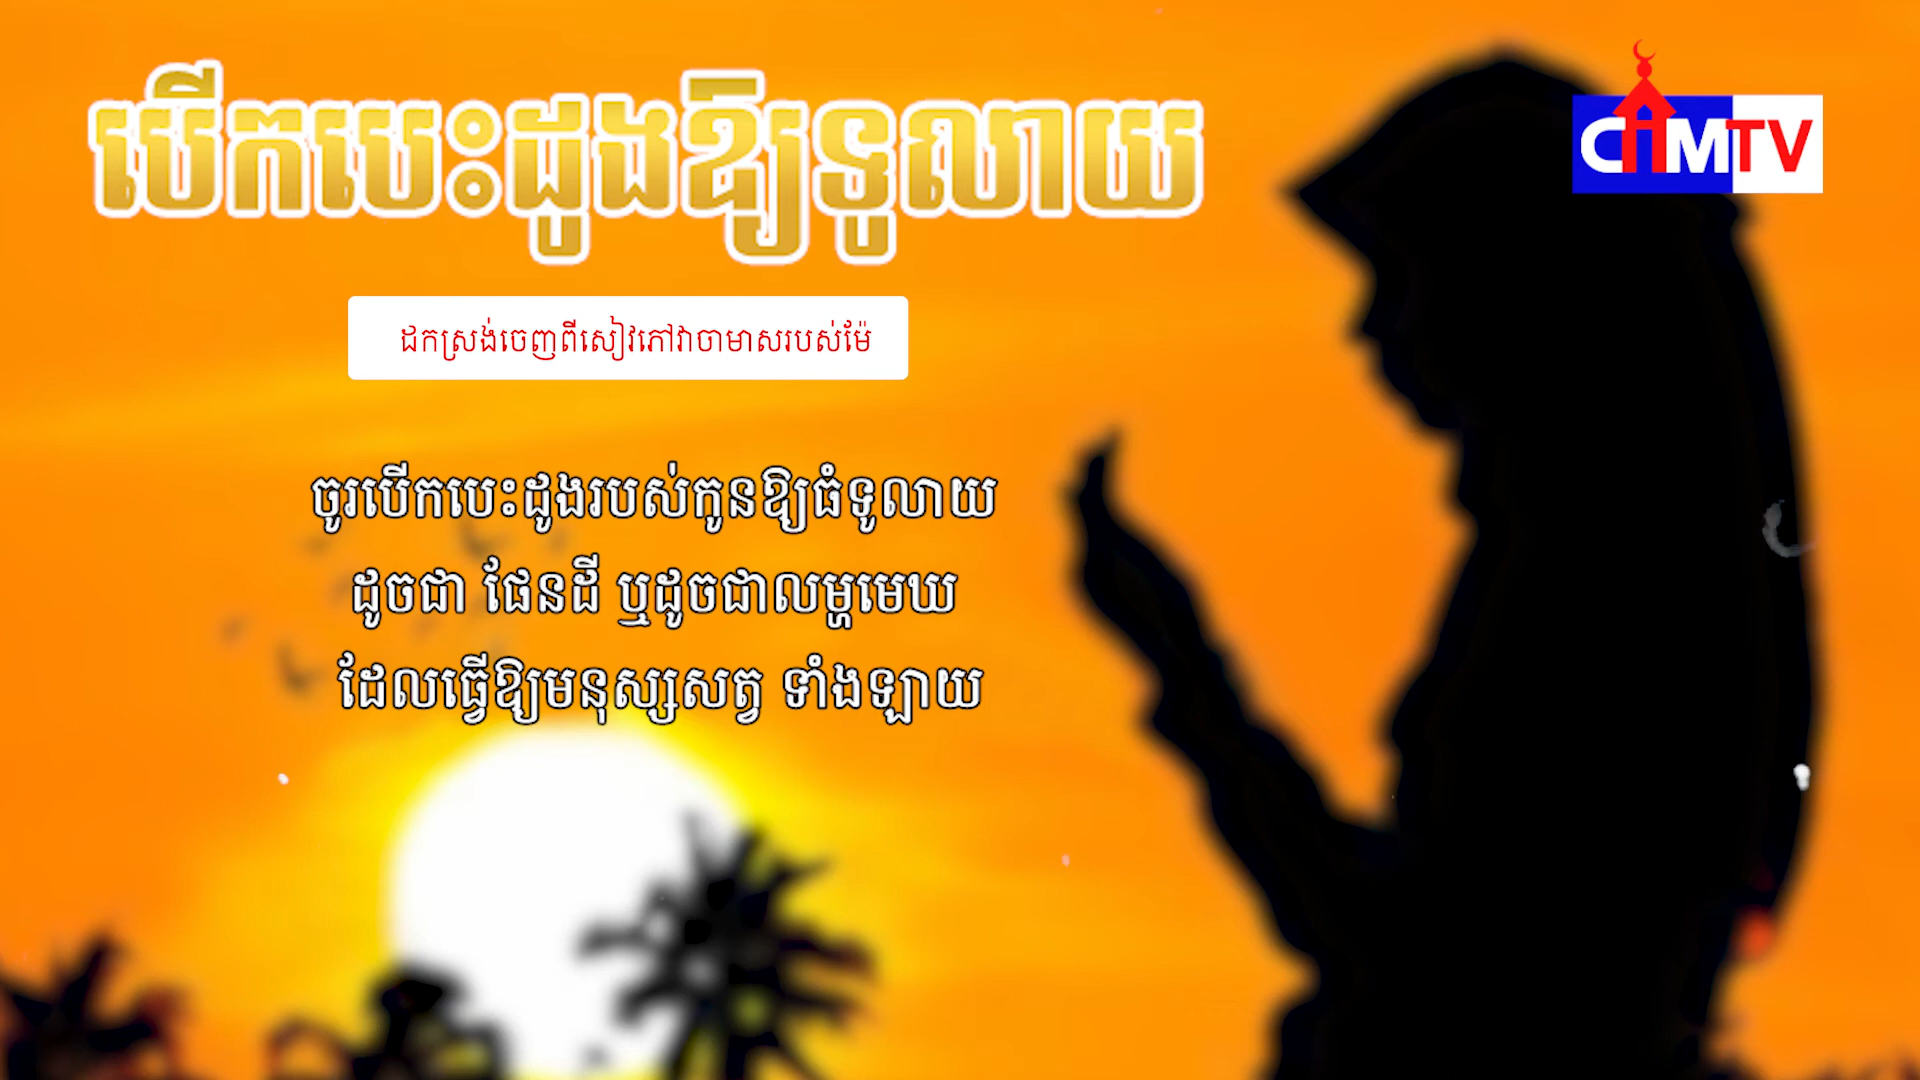 បើកបេះដូងឱ្យទូលាយ
CAMTV
ដកស្រង់ចេញពីសៀវភៅវាចាមាសរបស់ម៉ែ
ចូរបើកបេះដូងរបស់កូនឱ្យធំទូលាយ
ដូចជា ផែនដី ឬដូចជាលម្ហមេឃ
ដែលធ្វើឱ្យមនុស្សសត្វ ទាំងឡាយ